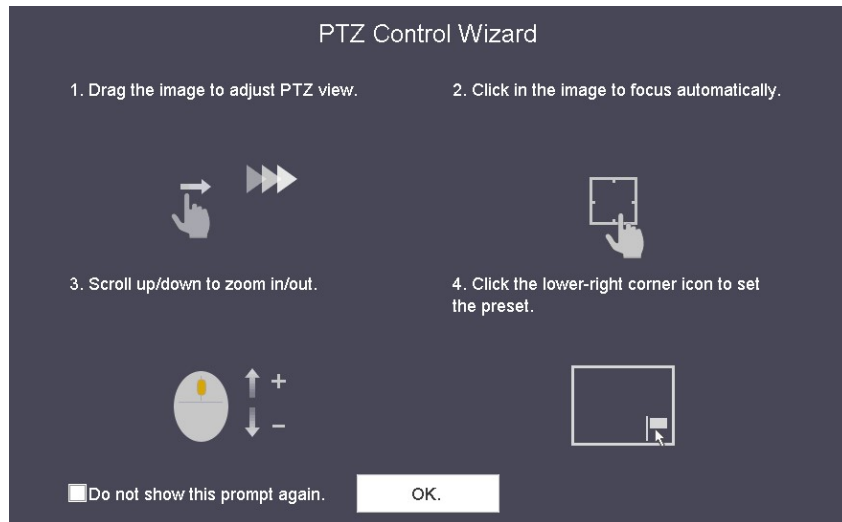 PTZ Control Wizard
1. Drag the image to adjust PTZ view.
2. Click in the image to focus automatically.
3. Scroll up/down to zoom in/out.
4. Click the lower-right corner icon to set
the preset.
+
−
Do not show this prompt again.
OK.